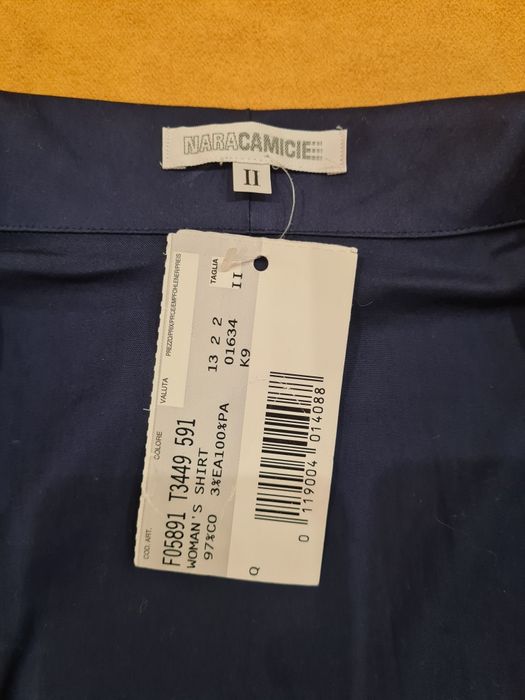 NARACAMICIE
II
COD. ART.
COLORE
VALUTA
PREZZO/PRIX/PRICE/EMPFOHLENER/PREIS
TAGLIA
F05891 T3449 591
WOMAN'S SHIRT
97%CO 3%EA100%PA
13 2 2
01634
K9
II
Q
0 119004 014088